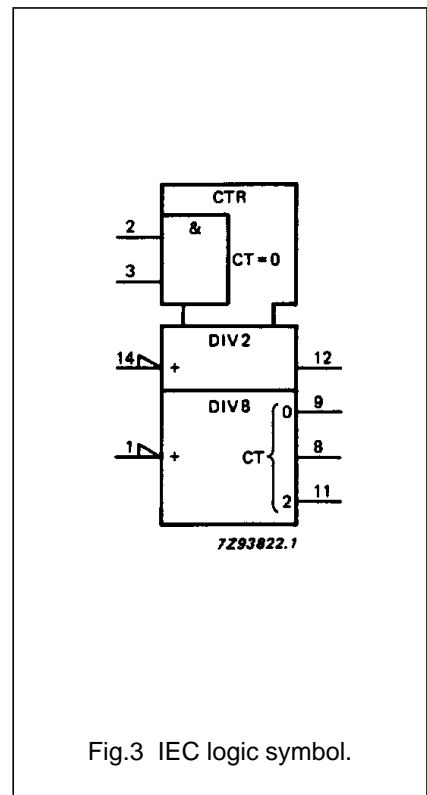 CTR
&
2
CT=0
3
DIV2
14
+
12
DIV8
0
9
1
+
CT
8
2
11
7Z93822.1
Fig.3 IEC logic symbol.